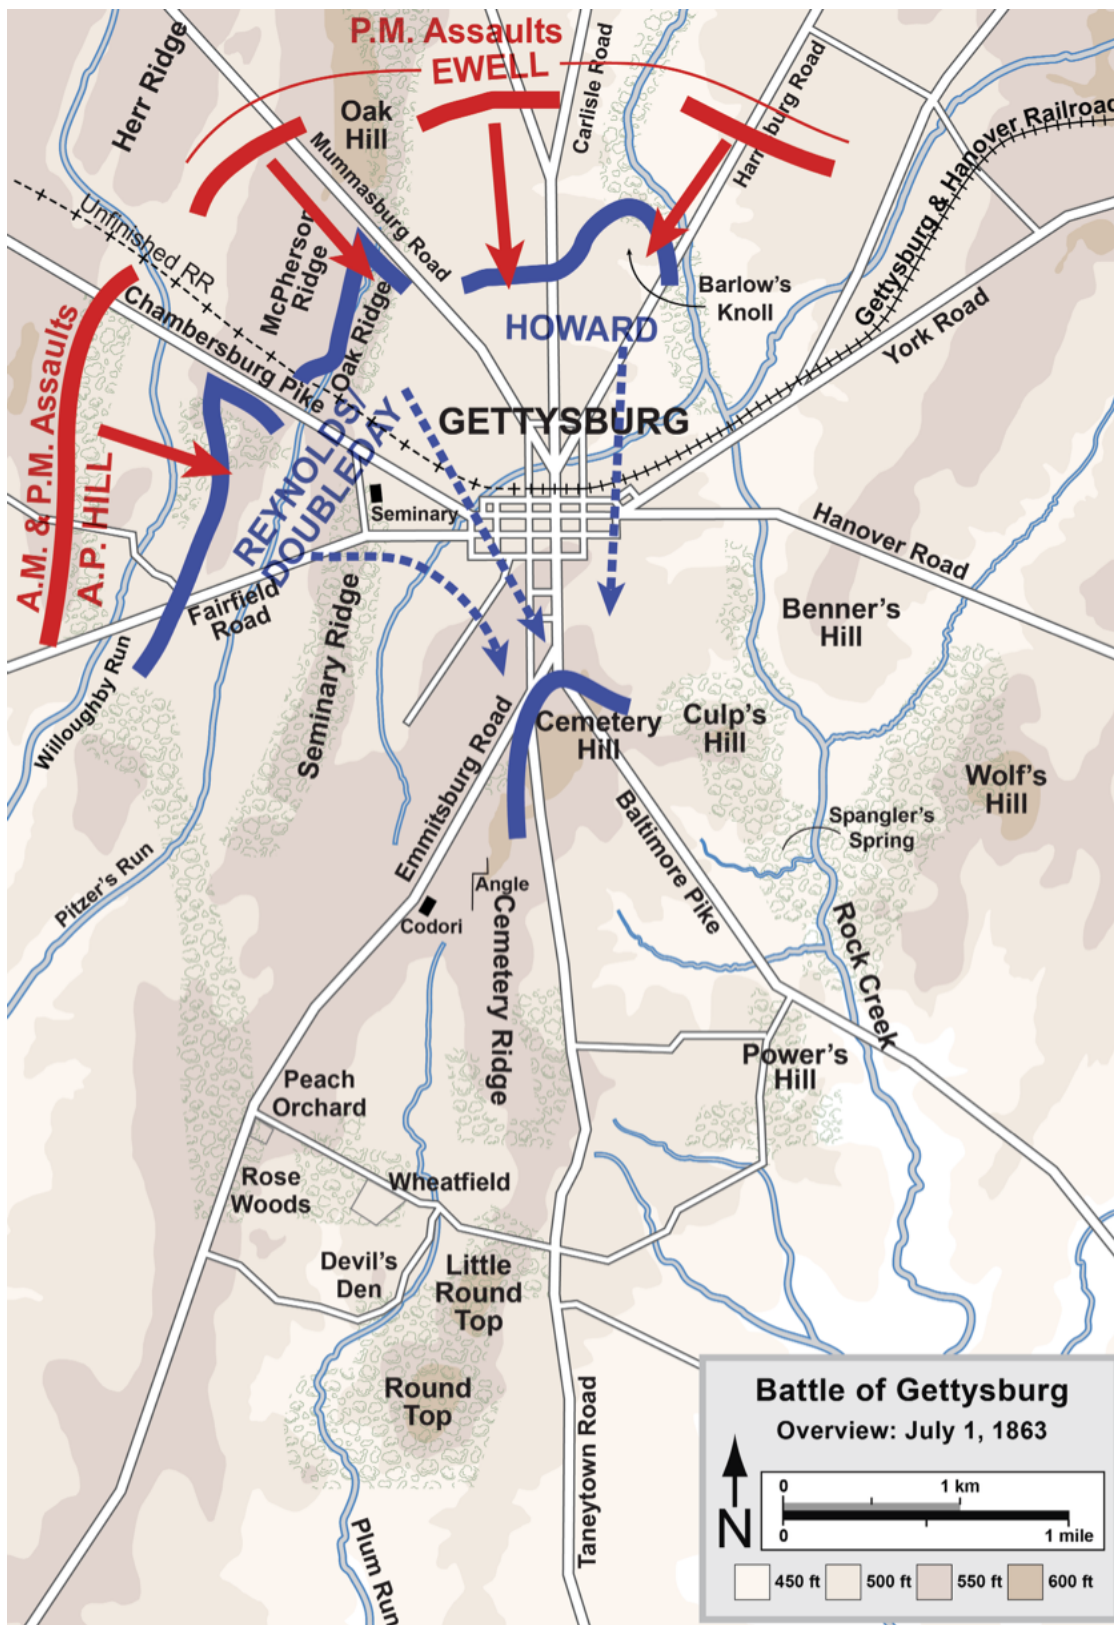 P.M. Assaults
EWELL
Herr Ridge
Oak
Hill
Mummasburg Road
Carlisle Road
Harrisburg Road
Gettysburg & Hanover Railroad
Unfinished RR
McPherson
Ridge
Chambersburg Pike
Oak Ridge
Barlow's
Knoll
York Road
HOWARD
A.M. & P.M. Assaults
A.P. HILL
REYNOLDS/
DOUBLEDAY
GETTYSBURG
Seminary
Hanover Road
Fairfield
Road
Benner's
Hill
Willoughby Run
Seminary Ridge
Emmitsburg Road
Cemetery
Hill
Culp's
Hill
Wolf's
Hill
Baltimore Pike
Spangler's
Spring
Pitzer's Run
Angle
Codori
Cemetery Ridge
Rock Creek
Power's
Hill
Peach
Orchard
Rose
Woods
Wheatfield
Devil's
Den
Little
Round
Top
Round
Top
Taneytown Road
Plum Run
Battle of Gettysburg
Overview: July 1, 1863
N
0 1 km
0 1 mile
450 ft 500 ft 550 ft 600 ft